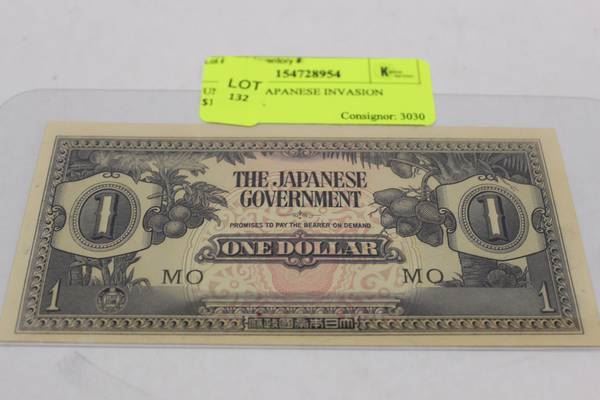 154728954
LOT
132
APANESE INVASION
$1
Consignor: 3030
THE JAPANESE
GOVERNMENT
PROMISES TO PAY THE BEARER ON DEMAND
ONE DOLLAR
1
1
MO
MO
1
1